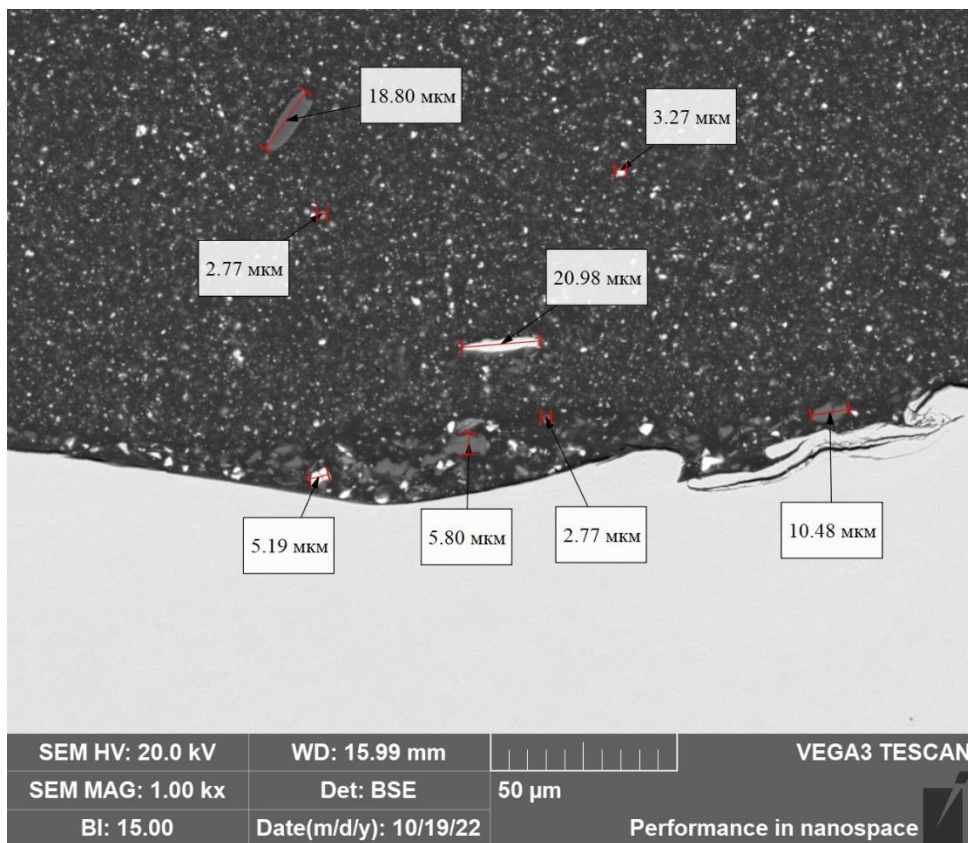 18.80 мкм
3.27 мкм
2.77 мкм
20.98 мкм
5.19 мкм
5.80 мкм
2.77 мкм
10.48 мкм
SEM HV: 20.0 kV
WD: 15.99 mm
VEGA3 TESCAN
SEM MAG: 1.00 kx
Det: BSE
50 µm
BI: 15.00
Date(m/d/y): 10/19/22
Performance in nanospace